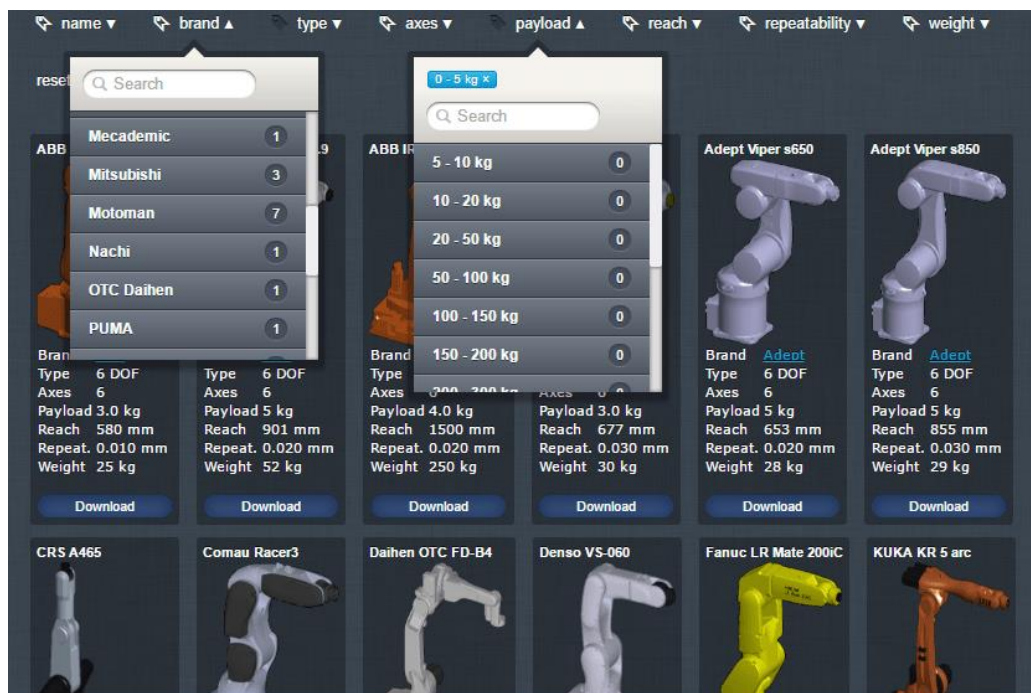 name ▾ brand ▴ type ▾ axes ▾ payload ▴ reach ▾ repeatability ▾ weight ▾
reset
Search
Mecademic 1
Mitsubishi 3
Motoman 7
Nachi 1
OTC Daihen 1
PUMA 1
0 - 5 kg ×
Search
5 - 10 kg 0
10 - 20 kg 0
20 - 50 kg 0
50 - 100 kg 0
100 - 150 kg 0
150 - 200 kg 0
200 - 300 kg 0
ABB .9 ABB IR Adept Viper s650 Adept Viper s850
Brand Brand Brand Adept Brand Adept
Type 6 DOF Type 6 DOF Type Type 6 DOF Type 6 DOF
Axes 6 Axes 6 Axes 6 Axes 6 Axes 6 Axes 6
Payload 3.0 kg Payload 5 kg Payload 4.0 kg Payload 3.0 kg Payload 5 kg Payload 5 kg
Reach 580 mm Reach 901 mm Reach 1500 mm Reach 677 mm Reach 653 mm Reach 855 mm
Repeat. 0.010 mm Repeat. 0.020 mm Repeat. 0.020 mm Repeat. 0.030 mm Repeat. 0.020 mm Repeat. 0.030 mm
Weight 25 kg Weight 52 kg Weight 250 kg Weight 30 kg Weight 28 kg Weight 29 kg
Download Download Download Download Download Download
CRS A465 Comau Racer3 Daihen OTC FD-B4 Denso VS-060 Fanuc LR Mate 200iC KUKA KR 5 arc